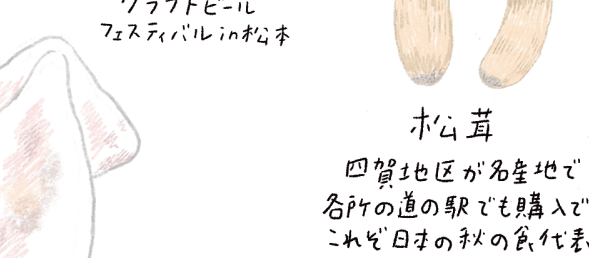 クラフトビール
フェスティバルin松本
松茸
四賀地区が名産地で
各所の道の駅でも購入で
これぞ日本の秋の食代表